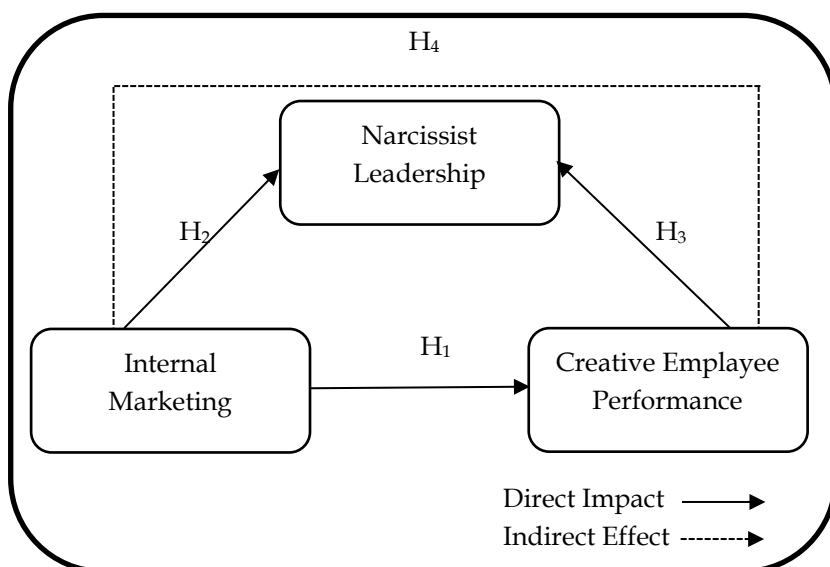 H₄
Narcissist
Leadership
H₂
H₃
H₁
Internal
Marketing
Creative Emplayee
Performance
Direct Impact
Indirect Effect